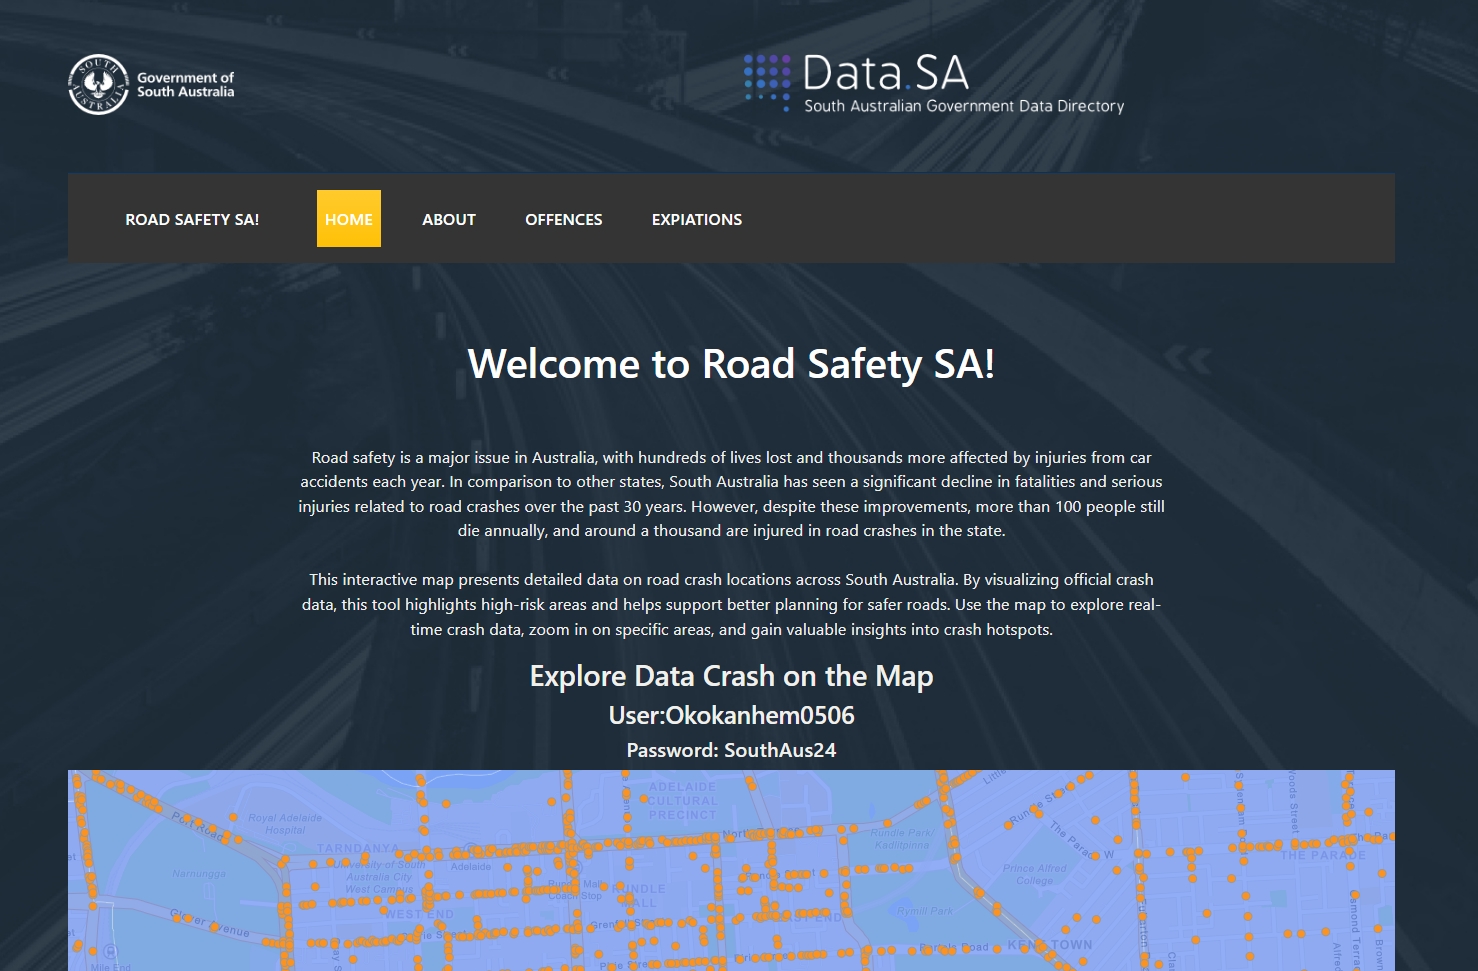 SOUTH AUSTRALIA
Government of
South Australia
Data.SA
South Australian Government Data Directory
ROAD SAFETY SA!
HOME
ABOUT
OFFENCES
EXPIATIONS
Welcome to Road Safety SA!
Road safety is a major issue in Australia, with hundreds of lives lost and thousands more affected by injuries from car
accidents each year. In comparison to other states, South Australia has seen a significant decline in fatalities and serious
injuries related to road crashes over the past 30 years. However, despite these improvements, more than 100 people still
die annually, and around a thousand are injured in road crashes in the state.
This interactive map presents detailed data on road crash locations across South Australia. By visualizing official crash
data, this tool highlights high-risk areas and helps support better planning for safer roads. Use the map to explore real-
time crash data, zoom in on specific areas, and gain valuable insights into crash hotspots.
Explore Data Crash on the Map
User:Okokanhem0506
Password: SouthAus24
ADELAIDE
CULTURAL
PRECINCT
Royal Adelaide
Hospital
Port Road
TARNDANYA
University of South
Australia City
West Campus
Adelaide
Narnungga
WEST END
Glover Avenue
Mile End
RUNDLE
MALL
Coach Stop
EAST END
Rundle Park/
Kadlitpinna
Rymill Park
Bartels Road
KENT TOWN
Prince Alfred
College
The Parade W
THE PARADE
Little
Woods Street